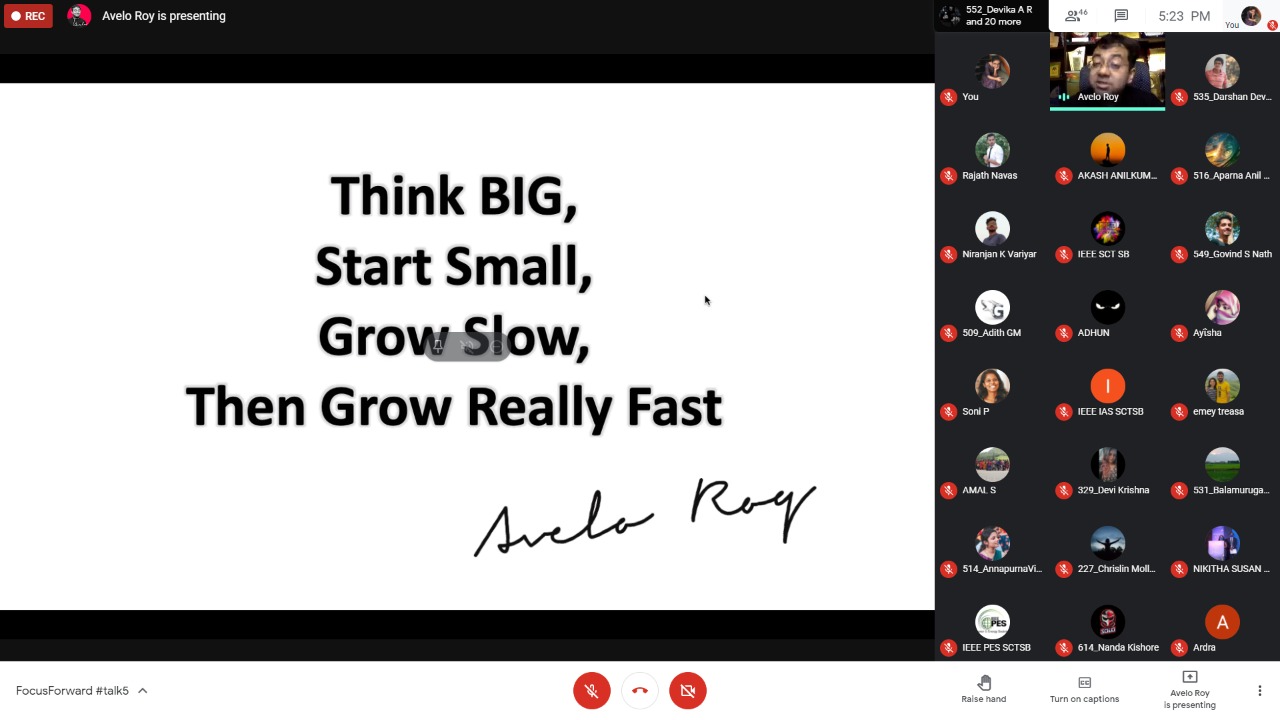 REC
Avelo Roy is presenting
552_Devika A R
and 20 more
46
5:23 PM
You
Think BIG,
Start Small,
Grow Slow,
Then Grow Really Fast
Avelo Roy
You
Avelo Roy
535_Darshan Dev...
Rajath Navas
AKASH ANILKUM...
516_Aparna Anil ...
Niranjan K Variyar
IEEE SCT SB
549_Govind S Nath
G
509_Adith GM
ADHUN
Ayîsha
I
Soni P
IEEE IAS SCTSB
emey treasa
AMAL S
329_Devi Krishna
531_Balamuruga...
514_AnnapurnaVi...
227_Chrislin Moll...
NIKITHA SUSAN ...
PES
A
IEEE PES SCTSB
614_Nanda Kishore
Ardra
FocusForward #talk5
Raise hand
CC
Turn on captions
Avelo Roy
is presenting